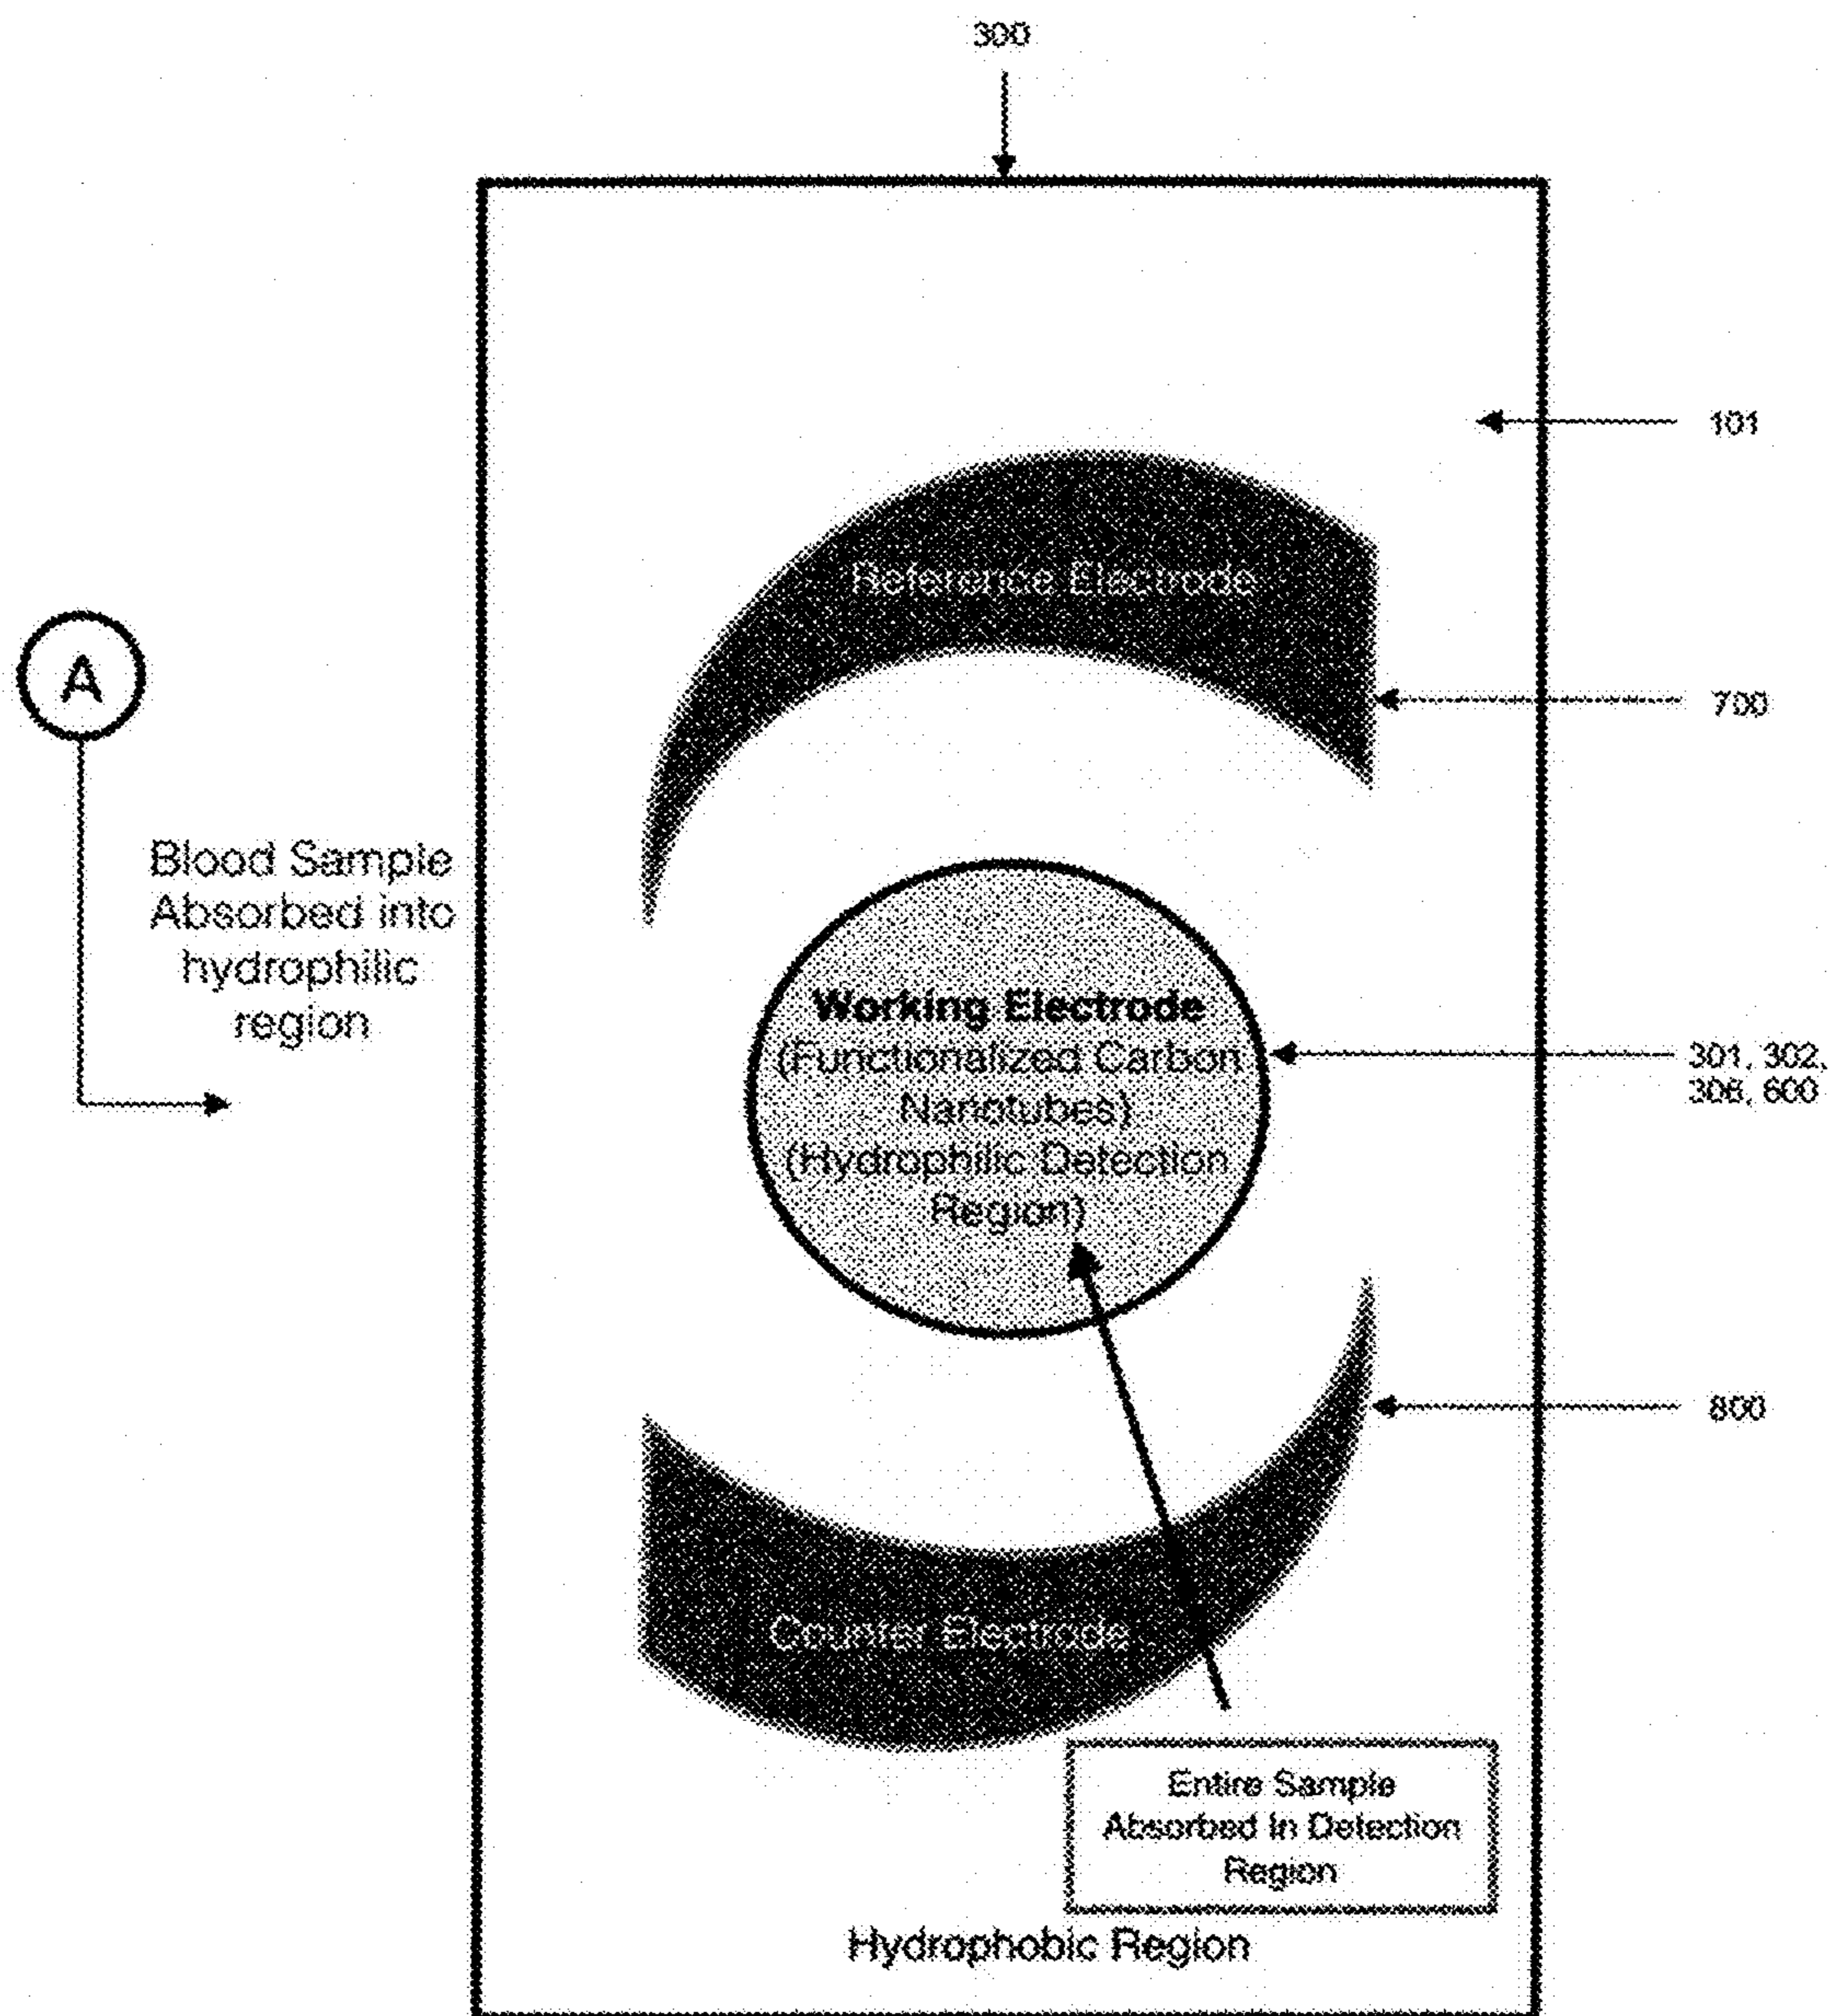 300
101
Reference Electrode
700
A
Blood Sample
Absorbed into
hydrophilic
region
Working Electrode
(Functionalized Carbon
Nanotubes)
(Hydrophilic Detection
Region)
301, 302,
306, 600
800
Counter Electrode
Entire Sample
Absorbed In Detection
Region
Hydrophobic Region